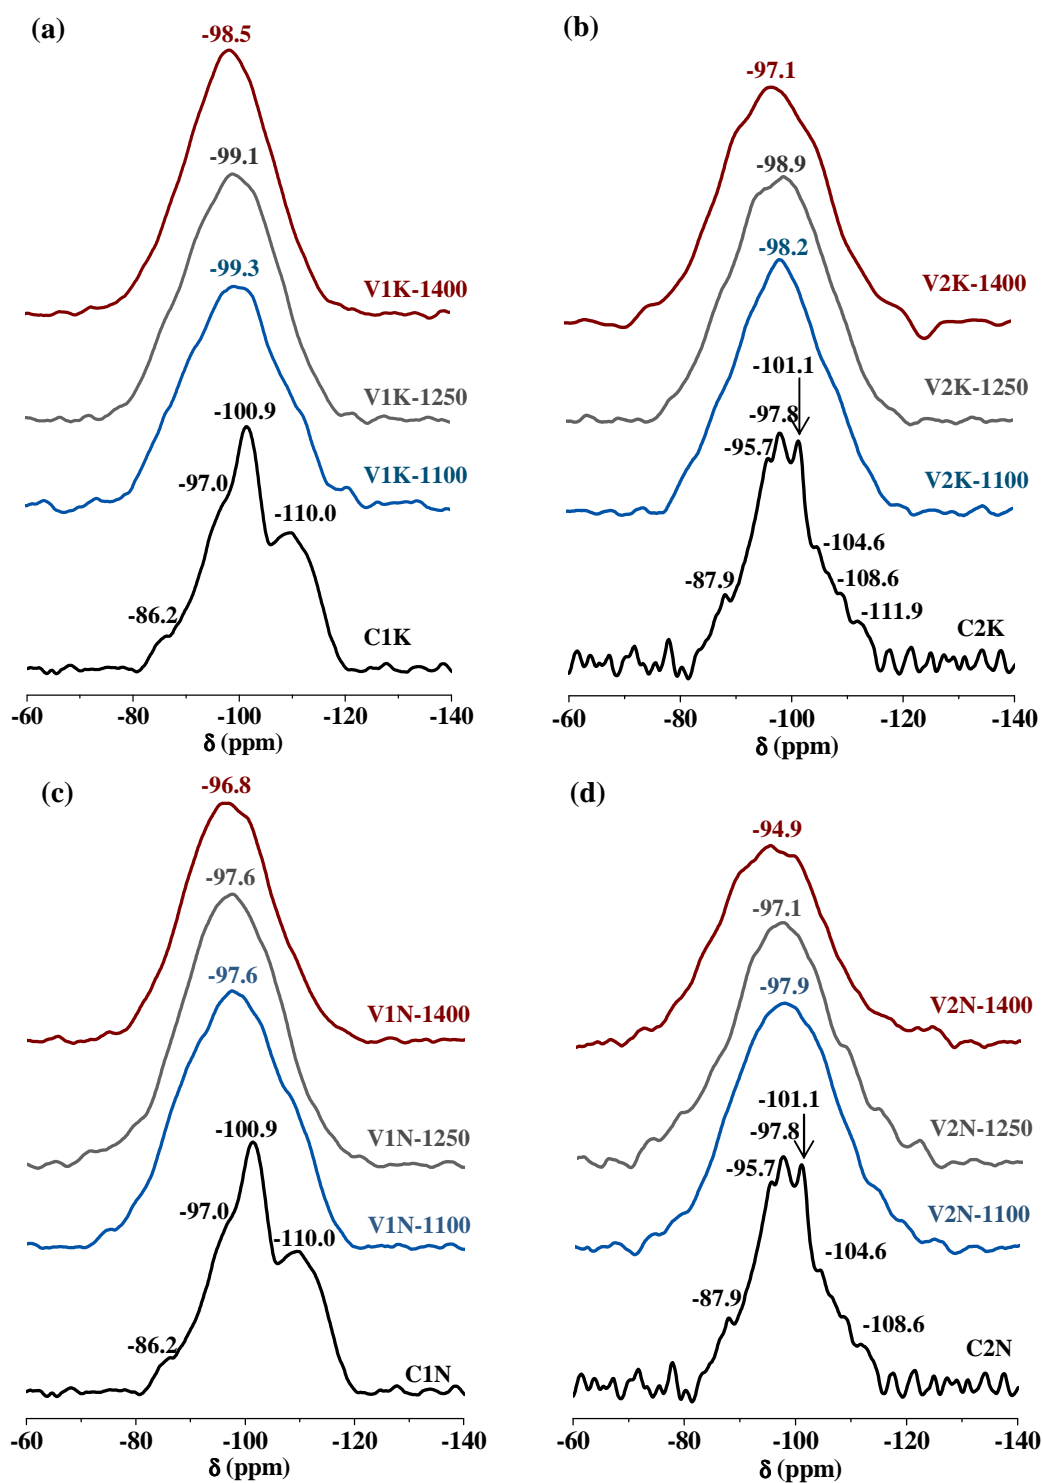 (a)
-98.5
-99.1
V1K-1400
-99.3
V1K-1250
-100.9
V1K-1100
-97.0
-110.0
-86.2
C1K
-60 -80 -100 -120 -140
δ (ppm)
(b)
-97.1
-98.9
-98.2
V2K-1400
-101.1
V2K-1250
-97.8
-95.7
V2K-1100
-104.6
-87.9
-108.6
-111.9
C2K
-60 -80 -100 -120 -140
δ (ppm)
(c)
-96.8
-97.6
-97.6
V1N-1400
-100.9
V1N-1250
-97.0
V1N-1100
-110.0
-86.2
C1N
-60 -80 -100 -120 -140
δ (ppm)
(d)
-94.9
-97.1
-97.9
V2N-1400
-101.1
V2N-1250
-97.8
-95.7
V2N-1100
-104.6
-87.9
-108.6
C2N
-60 -80 -100 -120 -140
δ (ppm)